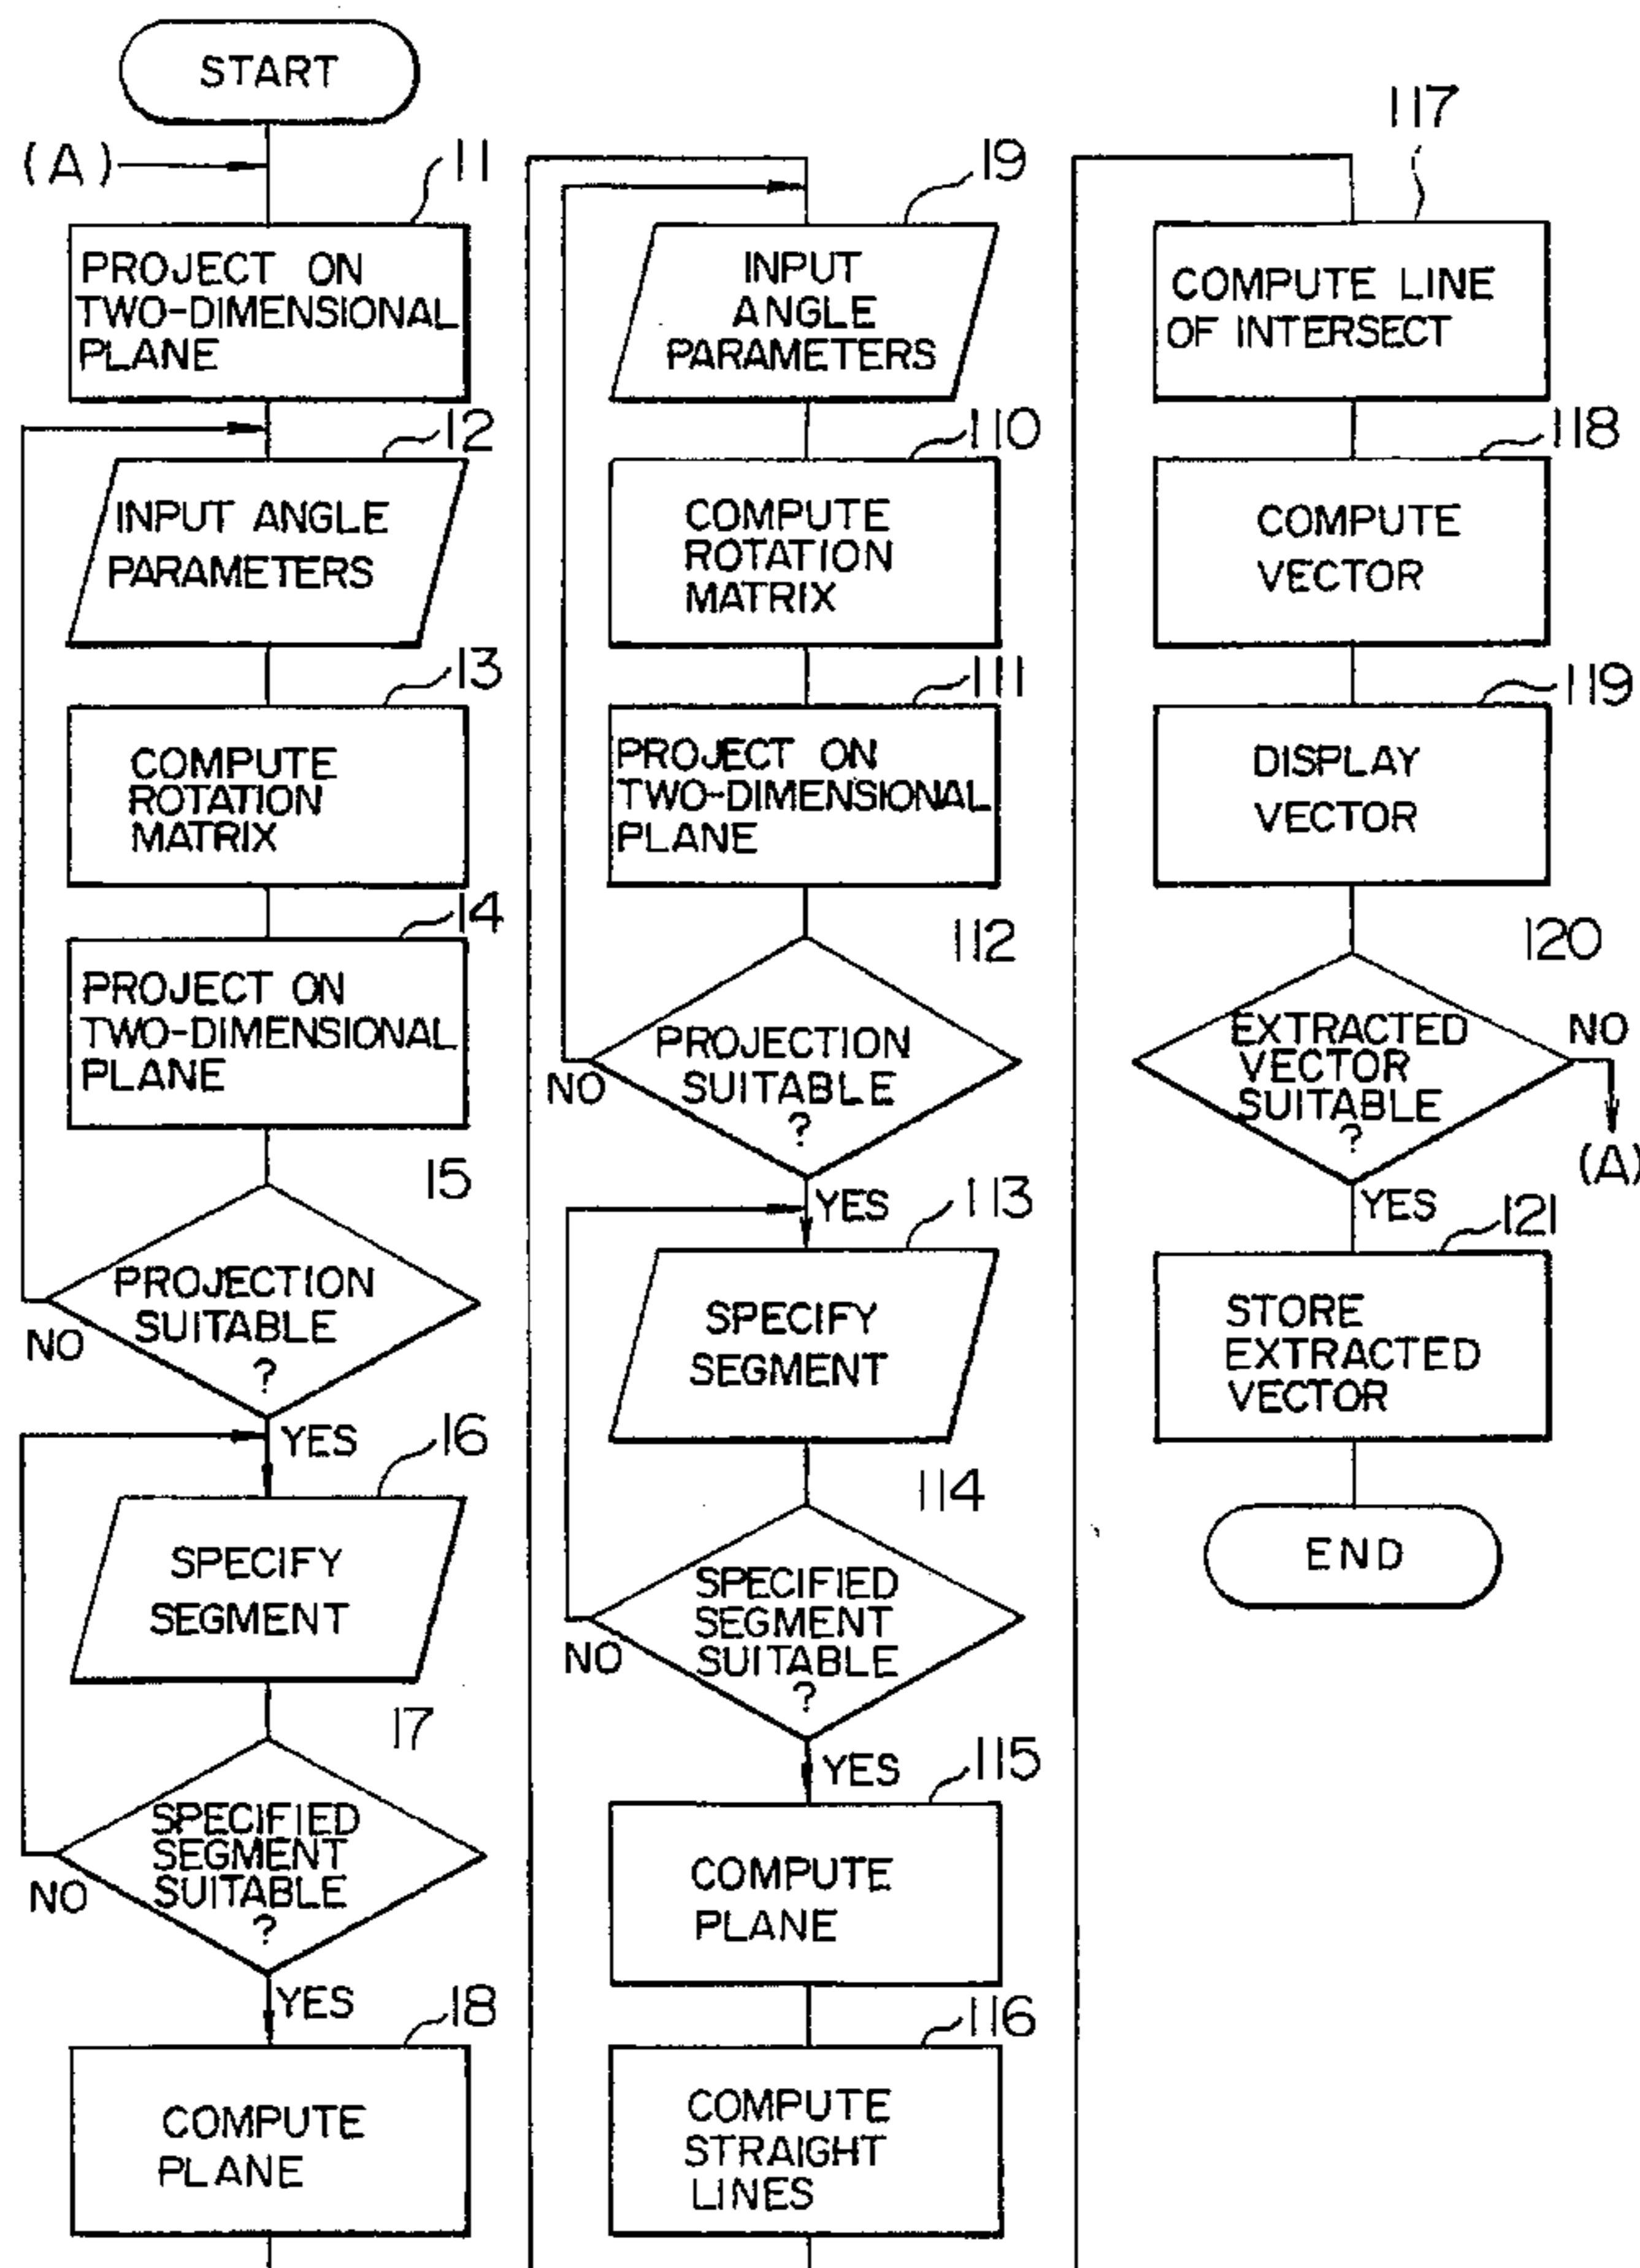 START
(A)
11
PROJECT ON
TWO-DIMENSIONAL
PLANE
12
INPUT ANGLE
PARAMETERS
13
COMPUTE
ROTATION
MATRIX
14
PROJECT ON
TWO-DIMENSIONAL
PLANE
15
PROJECTION
SUITABLE
?
NO
YES
16
SPECIFY
SEGMENT
17
SPECIFIED
SEGMENT
SUITABLE
?
NO
YES
18
COMPUTE
PLANE
19
INPUT
ANGLE
PARAMETERS
110
COMPUTE
ROTATION
MATRIX
111
PROJECT ON
TWO-DIMENSIONAL
PLANE
112
PROJECTION
SUITABLE
?
NO
YES
113
SPECIFY
SEGMENT
114
SPECIFIED
SEGMENT
SUITABLE
?
NO
YES
115
COMPUTE
PLANE
116
COMPUTE
STRAIGHT
LINES
117
COMPUTE LINE
OF INTERSECT
118
COMPUTE
VECTOR
119
DISPLAY
VECTOR
120
EXTRACTED
VECTOR
SUITABLE
?
NO
(A)
YES
121
STORE
EXTRACTED
VECTOR
END